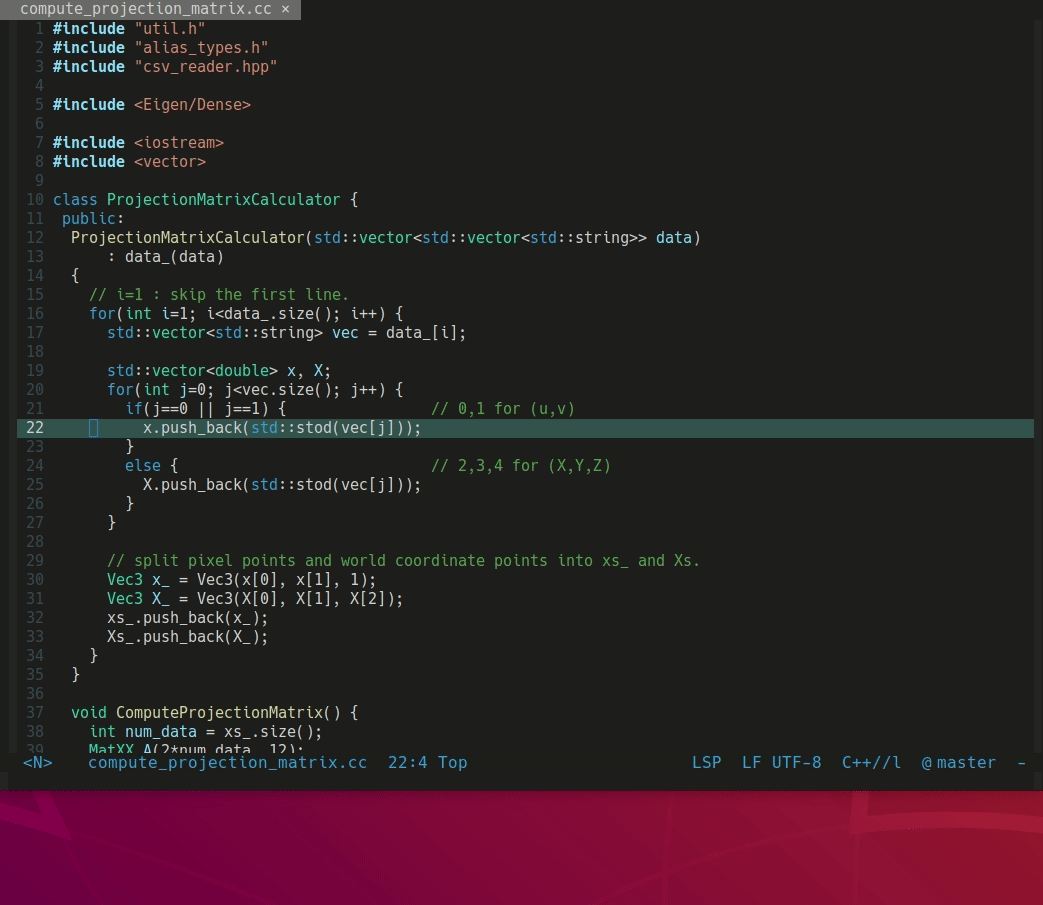 compute_projection_matrix.cc ×
1 #include "util.h"
2 #include "alias_types.h"
3 #include "csv_reader.hpp"
4
5 #include <Eigen/Dense>
6
7 #include <iostream>
8 #include <vector>
9
10 class ProjectionMatrixCalculator {
11  public:
12   ProjectionMatrixCalculator(std::vector<std::vector<std::string>> data)
13       : data_(data)
14   {
15     // i=1 : skip the first line.
16     for(int i=1; i<data_.size(); i++) {
17       std::vector<std::string> vec = data_[i];
18
19       std::vector<double> x, X;
20       for(int j=0; j<vec.size(); j++) {
21         if(j==0 || j==1) {                // 0,1 for (u,v)
22           x.push_back(std::stod(vec[j]));
23         }
24         else {                            // 2,3,4 for (X,Y,Z)
25           X.push_back(std::stod(vec[j]));
26         }
27       }
28
29       // split pixel points and world coordinate points into xs_ and Xs.
30       Vec3 x_ = Vec3(x[0], x[1], 1);
31       Vec3 X_ = Vec3(X[0], X[1], X[2]);
32       xs_.push_back(x_);
33       Xs_.push_back(X_);
34     }
35   }
36
37   void ComputeProjectionMatrix() {
38     int num_data = xs_.size();
39     MatXX A(2*num_data, 12);
<N> compute_projection_matrix.cc 22:4 Top LSP LF UTF-8 C++//l @ master -